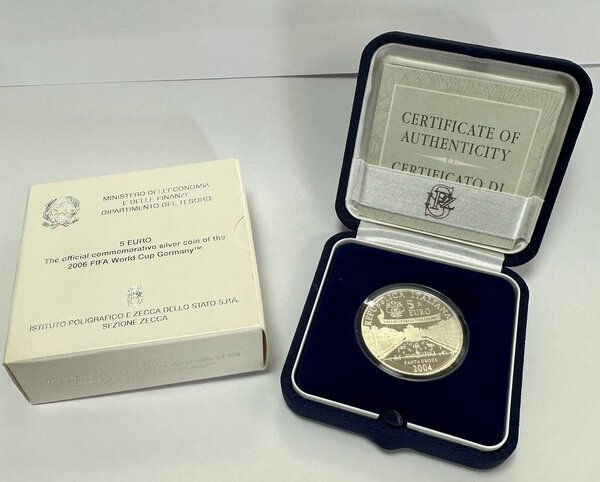 MINISTERO DELL'ECONOMIA
E DELLE FINANZE
DIPARTIMENTO DEL TESORO
5 EURO
The official commemorative silver coin of the
2006 FIFA World Cup Germany™
ISTITUTO POLIGRAFICO E ZECCA DELLO STATO S.P.A.
SEZIONE ZECCA
CERTIFICATE OF
AUTHENTICITY
CERTIFICATO DI
REPUBBLICA ITALIANA
5
EURO
SANTA CROCE
2004